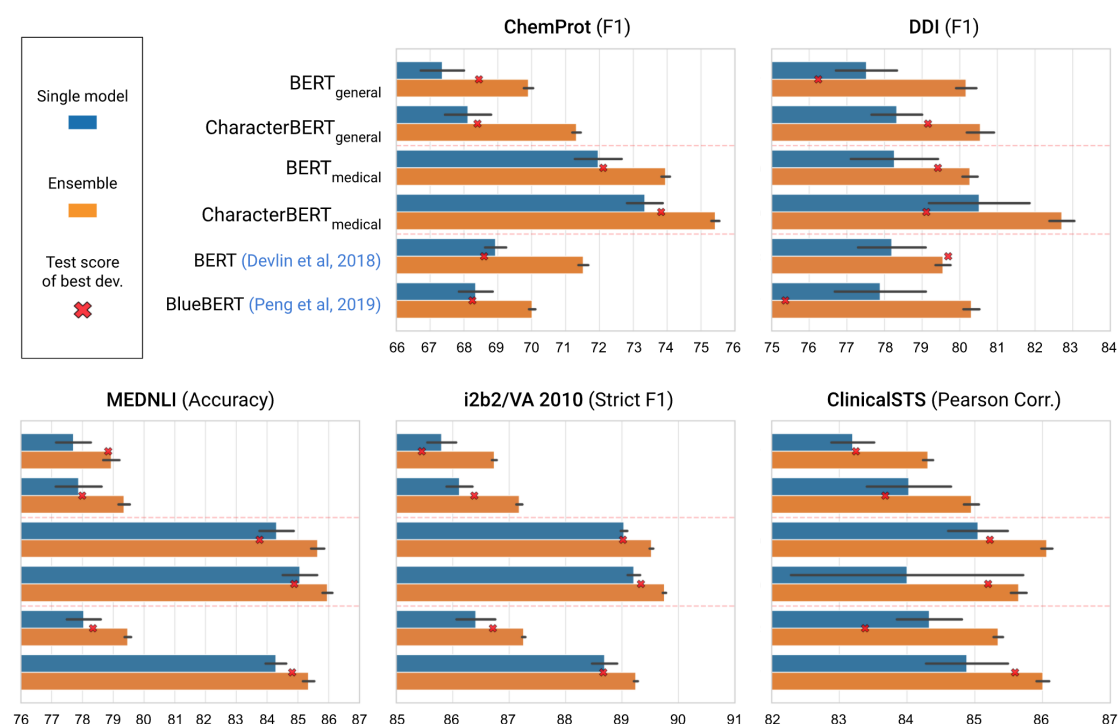 ChemProt (F1)
DDI (F1)
Single model
Ensemble
Test score
of best dev.
BERTgeneral
CharacterBERTgeneral
BERTmedical
CharacterBERTmedical
BERT (Devlin et al, 2018)
BlueBERT (Peng et al, 2019)
66 67 68 69 70 71 72 73 74 75 76
75 76 77 78 79 80 81 82 83 84
MEDNLI (Accuracy)
i2b2/VA 2010 (Strict F1)
ClinicalSTS (Pearson Corr.)
76 77 78 79 80 81 82 83 84 85 86 87
85 86 87 88 89 90 91
82 83 84 85 86 87